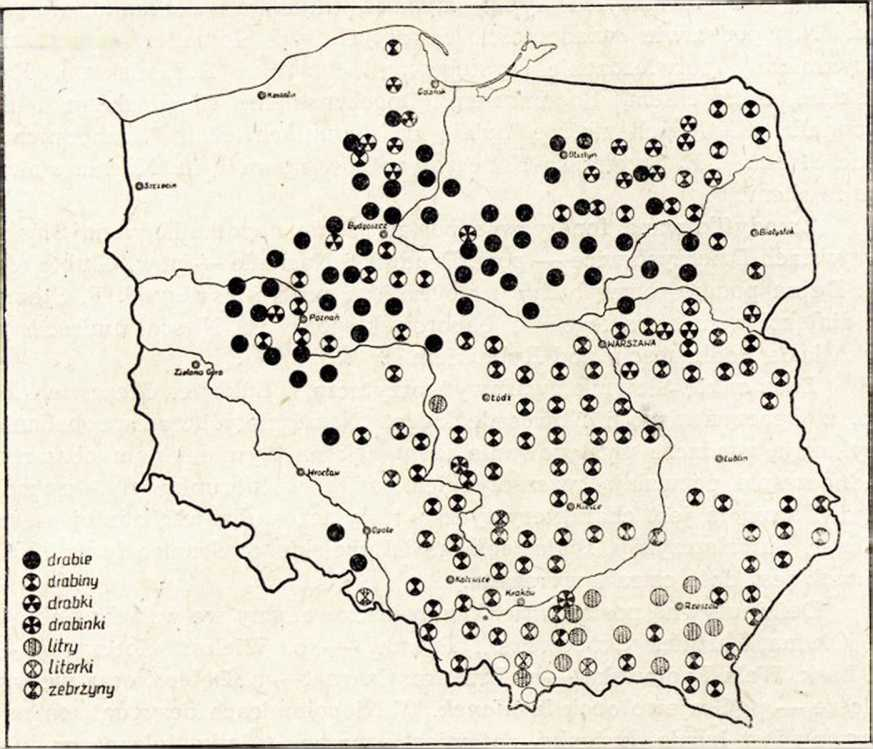 Koszalin
Gdańsk
Olsztyn
Szczecin
Bydgoszcz
Białystok
Poznań
WARSZAWA
Zielona Góra
Łódź
Lublin
Wrocław
Kielce
Opole
Katowice
Kraków
Rzeszów
drabie
drabiny
drabki
drabinki
litry
literki
zebrzyny